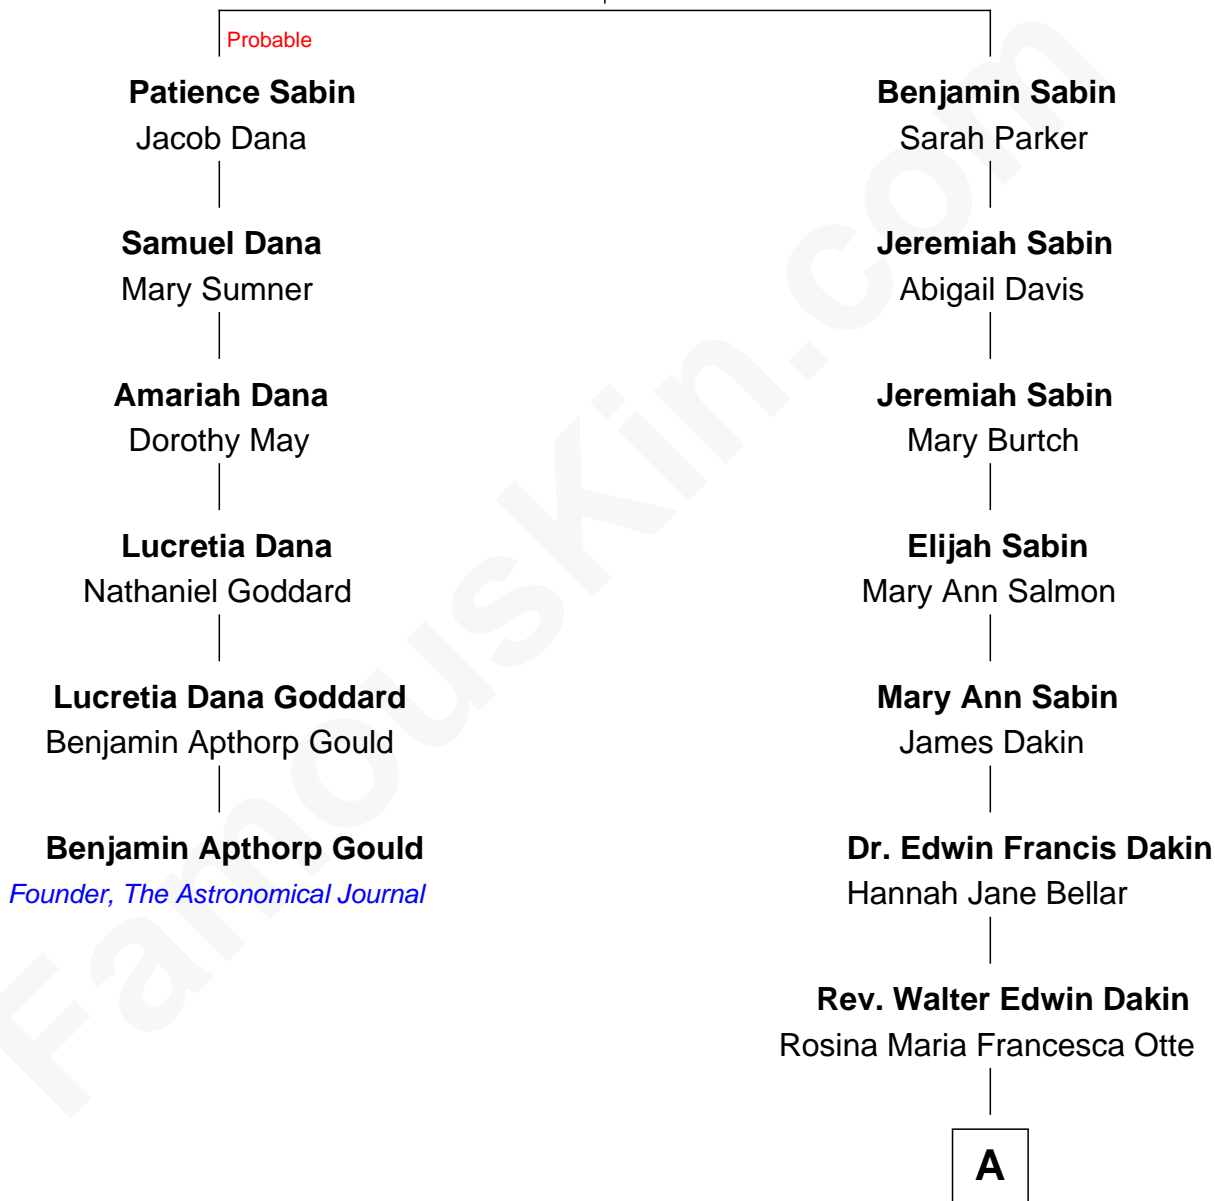 Probable
Patience Sabin
Jacob Dana
Samuel Dana
Mary Sumner
Amariah Dana
Dorothy May
Lucretia Dana
Nathaniel Goddard
Lucretia Dana Goddard
Benjamin Apthorp Gould
Benjamin Apthorp Gould
Founder, The Astronomical Journal
Benjamin Sabin
Sarah Parker
Jeremiah Sabin
Abigail Davis
Jeremiah Sabin
Mary Burtch
Elijah Sabin
Mary Ann Salmon
Mary Ann Sabin
James Dakin
Dr. Edwin Francis Dakin
Hannah Jane Bellar
Rev. Walter Edwin Dakin
Rosina Maria Francesca Otte
A
FamousKin.com